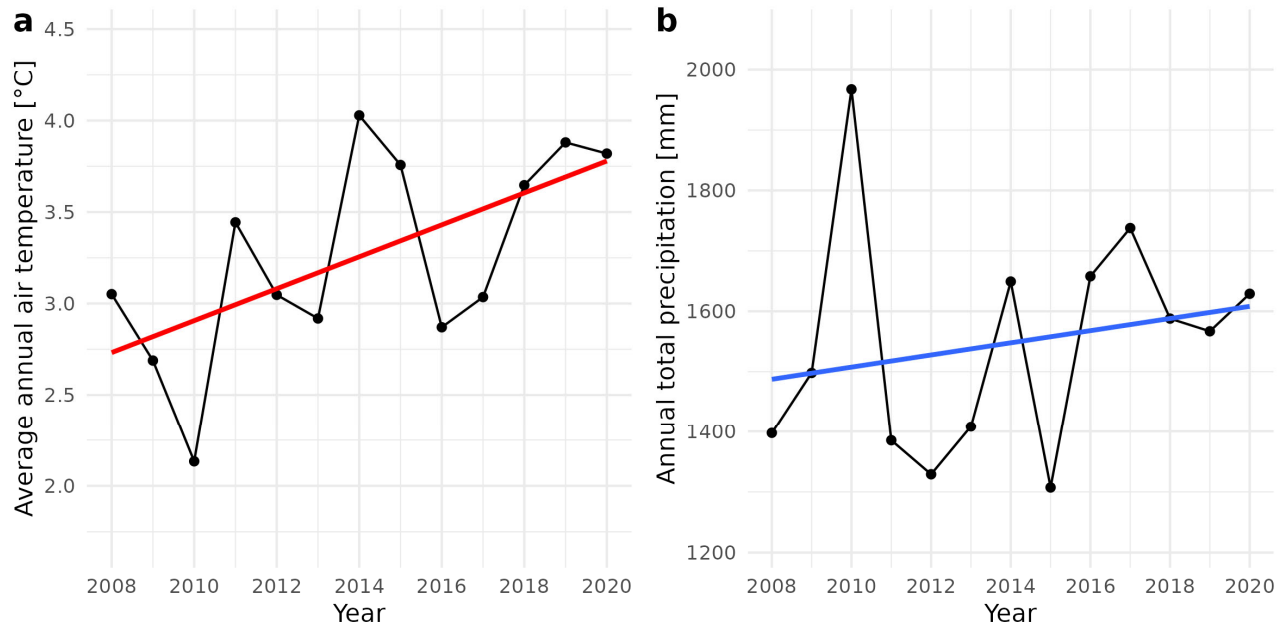 a
Average annual air temperature [°C]
4.5
4.0
3.5
3.0
2.5
2.0
2008 2010 2012 2014 2016 2018 2020
Year
b
Annual total precipitation [mm]
2000
1800
1600
1400
1200
2008 2010 2012 2014 2016 2018 2020
Year